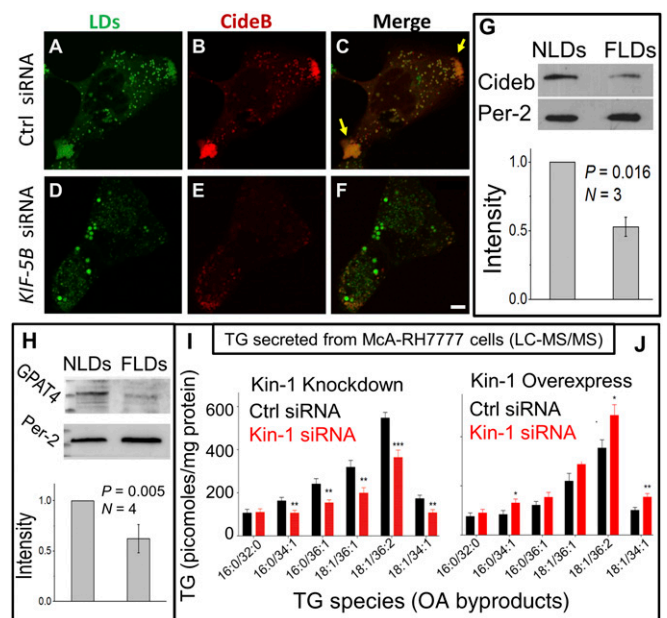 LDs CideB Merge
Ctrl siRNA
A B C
KIF-5B siRNA
D E F
G
NLDs FLDs
Cideb
Per-2
1.0
P = 0.016
N = 3
0.5
0.0
Intensity
H
NLDs FLDs
GPAT4
Per-2
1.0
P = 0.005
N = 4
0.5
0.0
Intensity
I TG secreted from McA-RH7777 cells (LC-MS/MS) J
Kin-1 Knockdown
Ctrl siRNA
Kin-1 siRNA
600
400
200
0
** ** ** *** **
TG (picomoles/mg protein)
16:0/32:0 16:0/34:1 16:0/36:1 18:1/36:1 18:1/36:2 18:1/34:1
Kin-1 Overexpress
Ctrl siRNA
Kin-1 siRNA
* * **
16:0/32:0 16:0/34:1 16:0/36:1 18:1/36:1 18:1/36:2 18:1/34:1
TG species (OA byproducts)